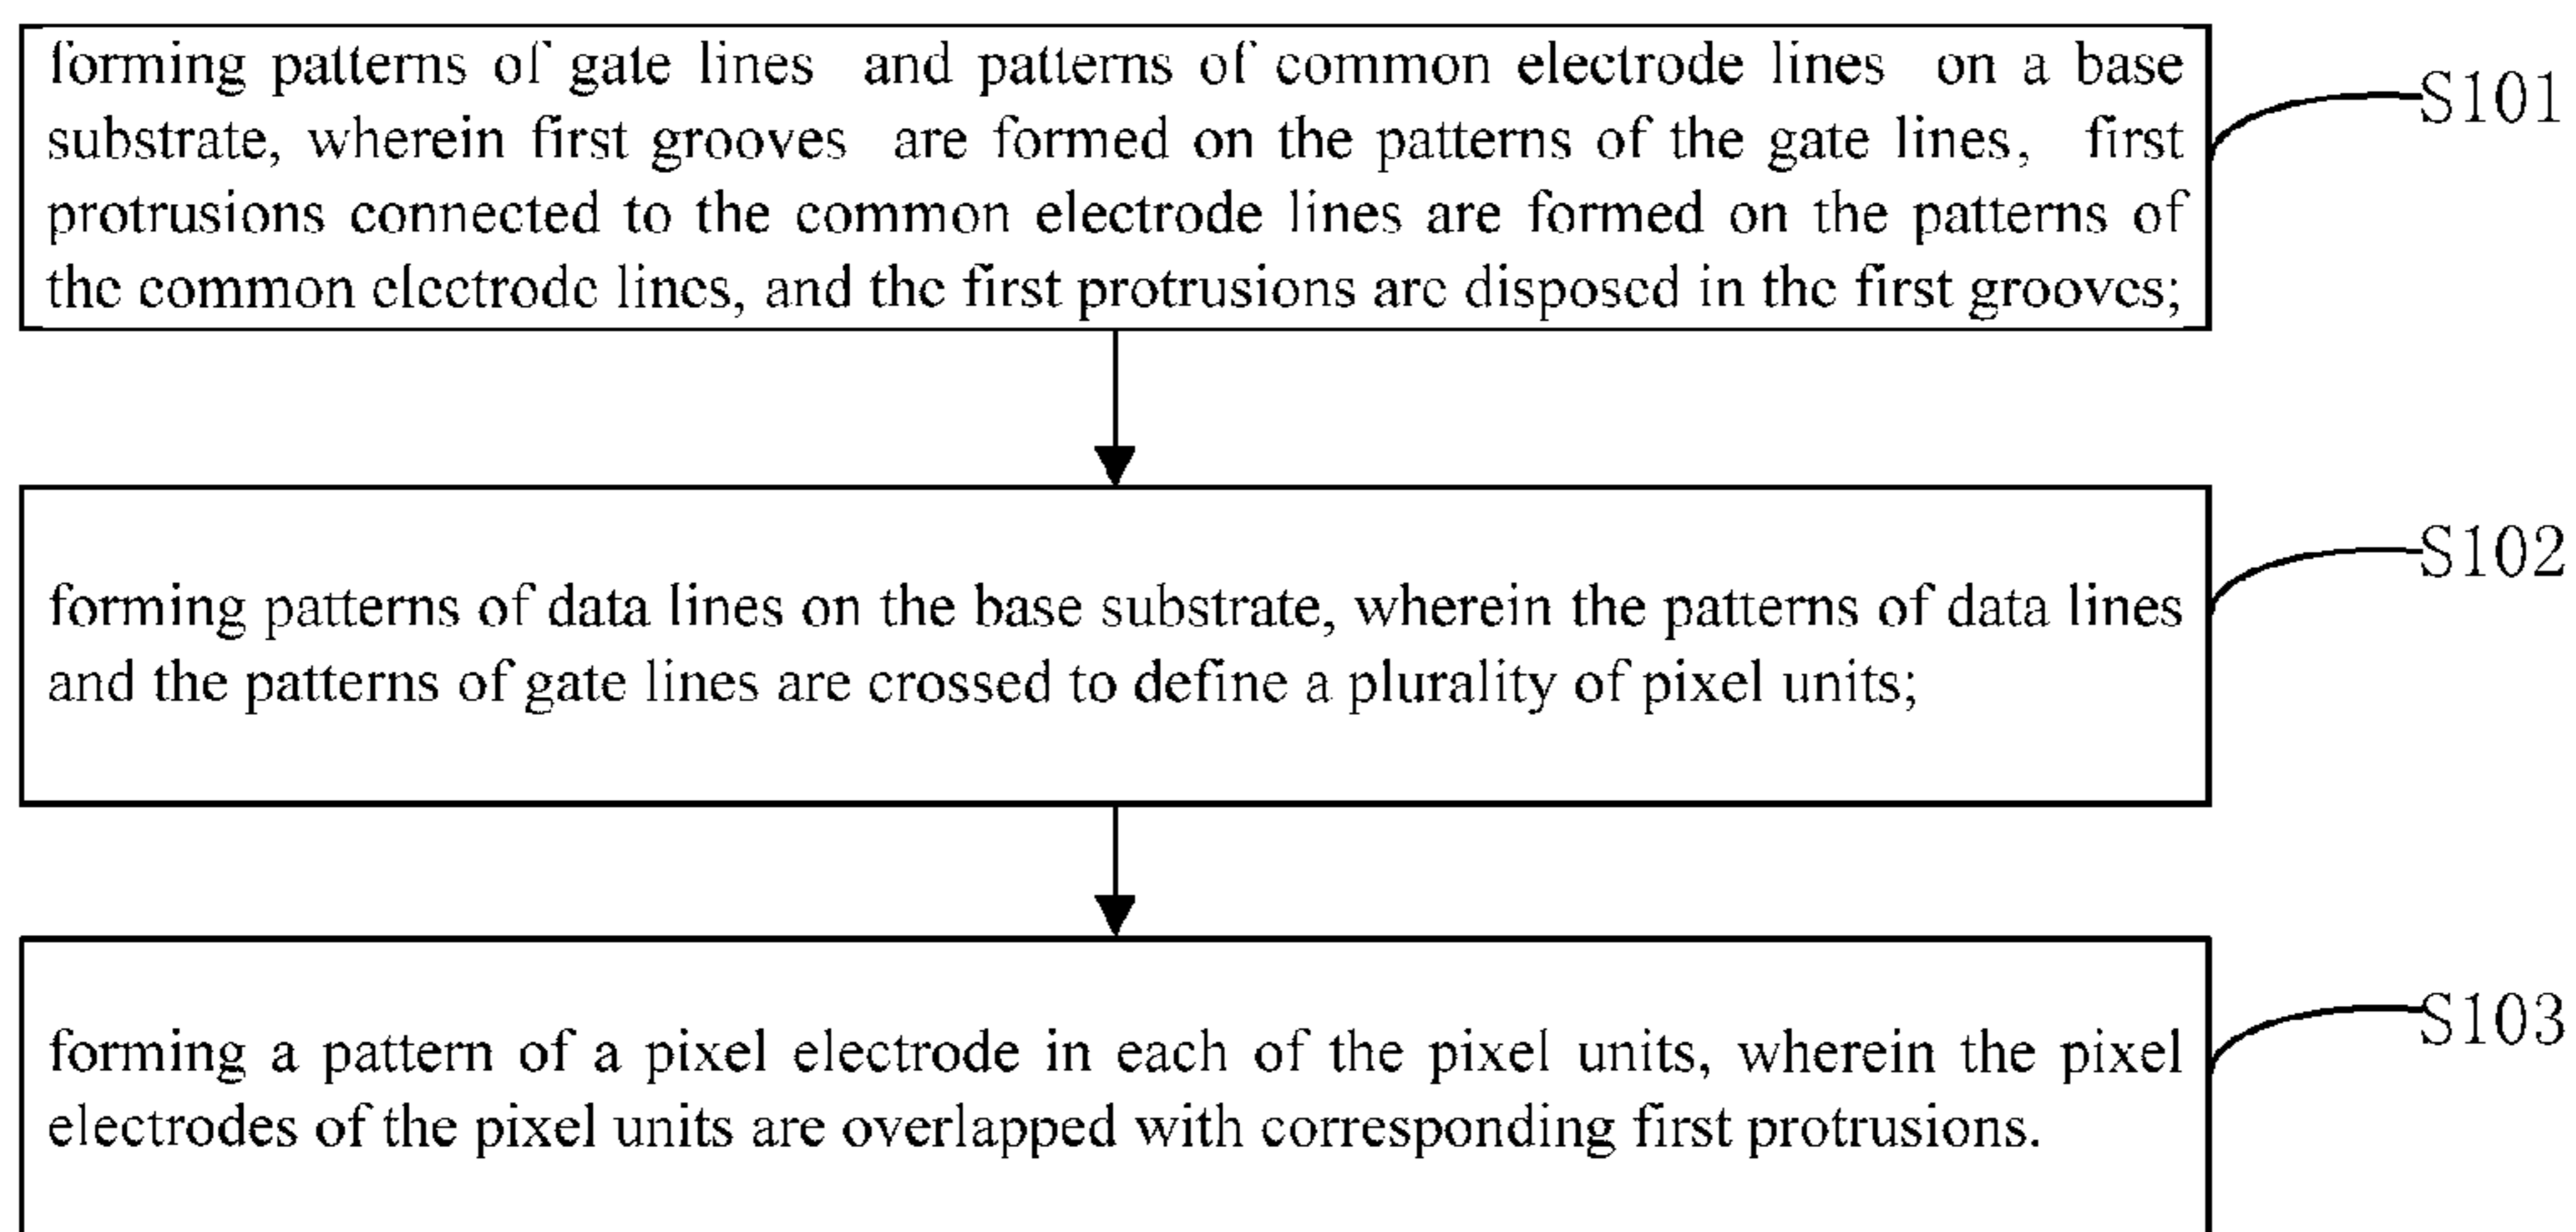 forming patterns of gate lines and patterns of common electrode lines on a base
substrate, wherein first grooves are formed on the patterns of the gate lines, first
protrusions connected to the common electrode lines are formed on the patterns of
the common electrode lines, and the first protrusions are disposed in the first grooves;
S101
forming patterns of data lines on the base substrate, wherein the patterns of data lines
and the patterns of gate lines are crossed to define a plurality of pixel units;
S102
forming a pattern of a pixel electrode in each of the pixel units, wherein the pixel
electrodes of the pixel units are overlapped with corresponding first protrusions.
S103